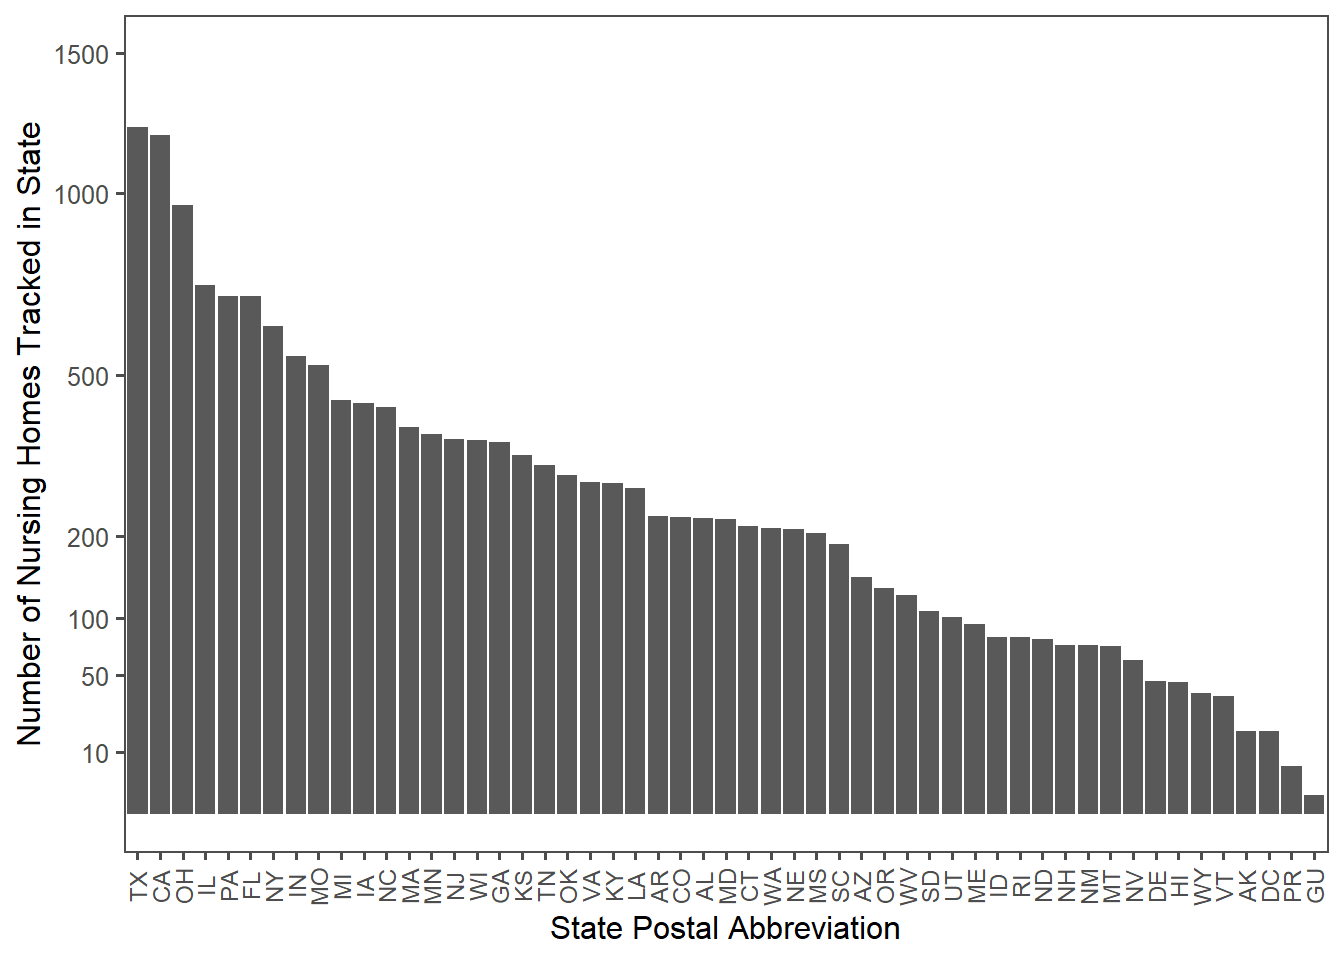 Number of Nursing Homes Tracked in State
1500
1000
500
200
100
50
10
TX CA OH IL PA FL NY IN MO MI IA NC MA MN NJ WI GA KS TN OK VA KY LA AR CO AL MD CT WA NE MS SC AZ OR WV SD UT ME ID RI ND NH NM MT NV DE HI WY VT AK DC PR GU
State Postal Abbreviation